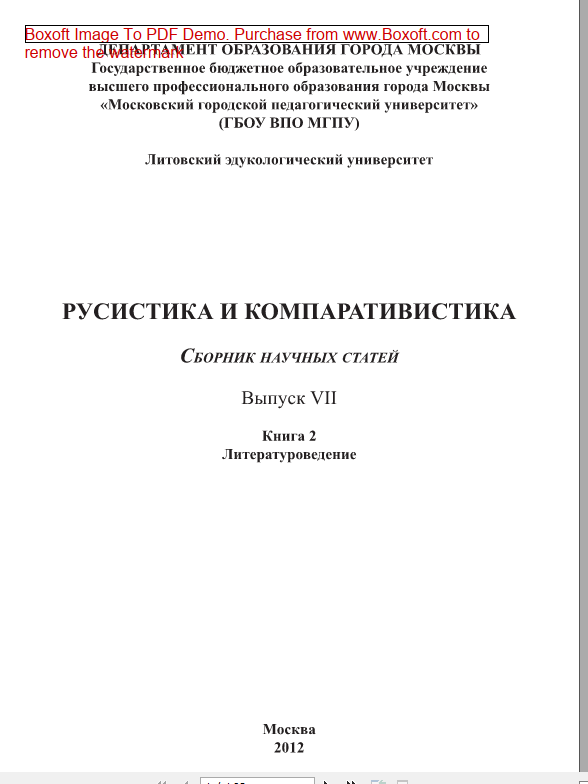 Boxoft Image To PDF Demo. Purchase from www.Boxoft.com to
remove the watermark
ДЕПАРТАМЕНТ ОБРАЗОВАНИЯ ГОРОДА МОСКВЫ
Государственное бюджетное образовательное учреждение
высшего профессионального образования города Москвы
«Московский городской педагогический университет»
(ГБОУ ВПО МГПУ)
Литовский эдукологический университет
РУСИСТИКА И КОМПАРАТИВИСТИКА
Сборник научных статей
Выпуск VII
Книга 2
Литературоведение
Москва
2012